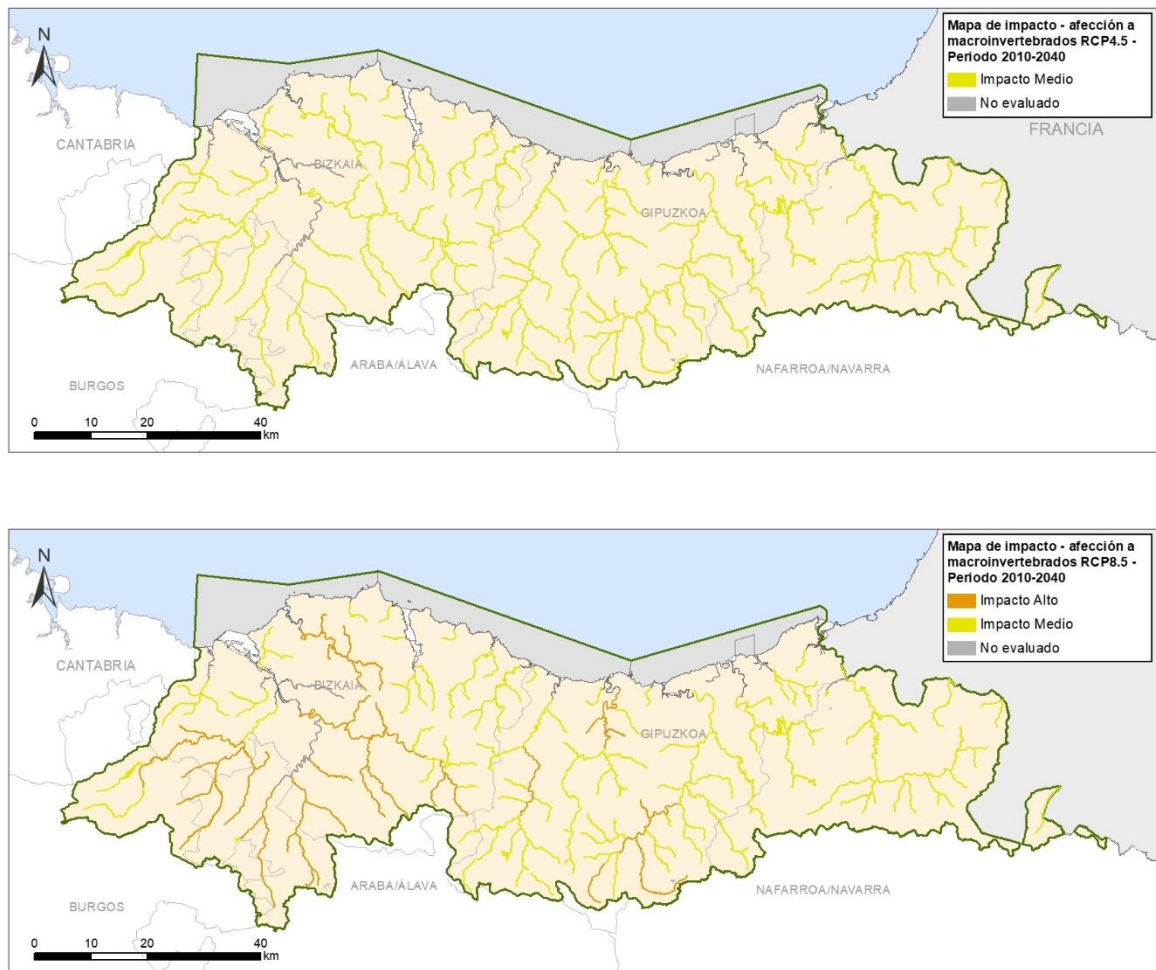 N
Mapa de impacto - afección a
macroinvertebrados RCP4.5 -
Periodo 2010-2040
Impacto Medio
No evaluado
FRANCIA
CANTABRIA
BIZKAIA
GIPUZKOA
ARABA/ÁLAVA
NAFARROA/NAVARRA
BURGOS
0 10 20 40
km
N
Mapa de impacto - afección a
macroinvertebrados RCP8.5 -
Periodo 2010-2040
Impacto Alto
Impacto Medio
No evaluado
CANTABRIA
BIZKAIA
GIPUZKOA
ARABA/ÁLAVA
NAFARROA/NAVARRA
BURGOS
0 10 20 40
km